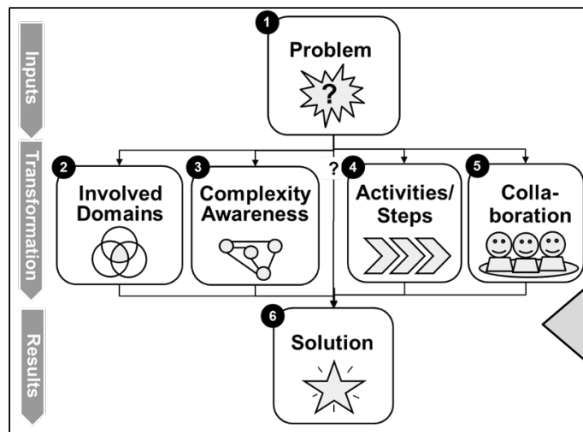 Inputs
1
Problem
?
Transformation
?
2
Involved
Domains
3
Complexity
Awareness
4
Activities/
Steps
5
Colla-
boration
Results
6
Solution